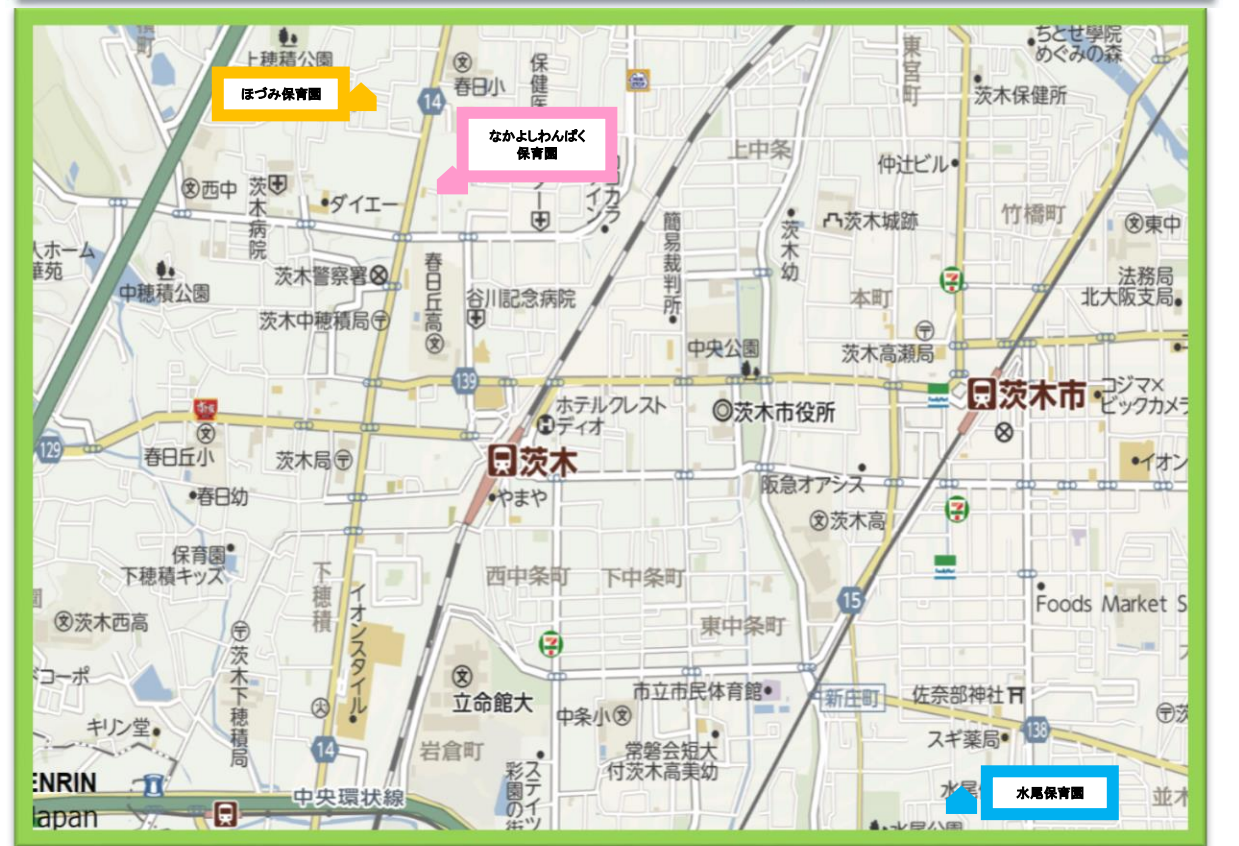 上穂積公園
ほづみ保育園
14
春日小
なかよしわんぱく
保育園
ちとせ學院
めぐみの森
東宮町
茨木保健所
上中条
仲辻ビル
竹橋町
茨木城跡
東中
西中
茨木病院
ダイエー
茨木幼
簡易裁判所
中穂積公園
茨木警察署
春日丘高
谷川記念病院
茨木中穂積局
法務局
北大阪支局
本町
茨木高瀬局
中央公園
139
ホテルクレスト
ディオ
茨木市役所
茨木市
コジマ×
ビックカメラ
FamilyMart
129
春日丘小
茨木局
茨木
イオン
春日幼
やまや
阪急オアシス
茨木高
保育園
下穂積キッズ
下穂積
イオンスタイル
西中条町
下中条町
東中条町
15
FamilyMart
Foods Market S
茨木西高
茨木下穂積局
ドコーポ
キリン堂
立命館大
市立市民体育館
新庄町
佐奈部神社
中条小
スギ薬局
138
常磐会短大
付茨木高美幼
岩倉町
14
中央環状線
水尾保育園
水尾公園
並木
ENRIN
Japan